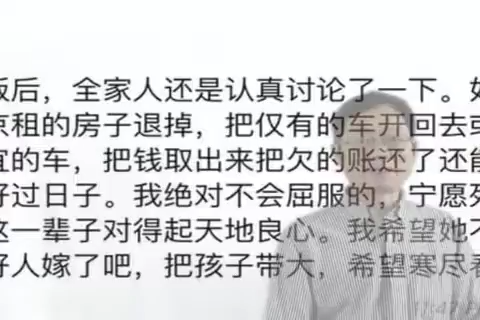 饭后，全家人还是认真讨论了一下。
京租的房子退掉，把仅有的车开回去或
宜的车，把钱取出来把欠的账还了还能
好过日子。我绝对不会屈服的，宁愿死
这一辈子对得起天地良心。我希望她不
好人嫁了吧，把孩子带大，希望寒尽看
11:47